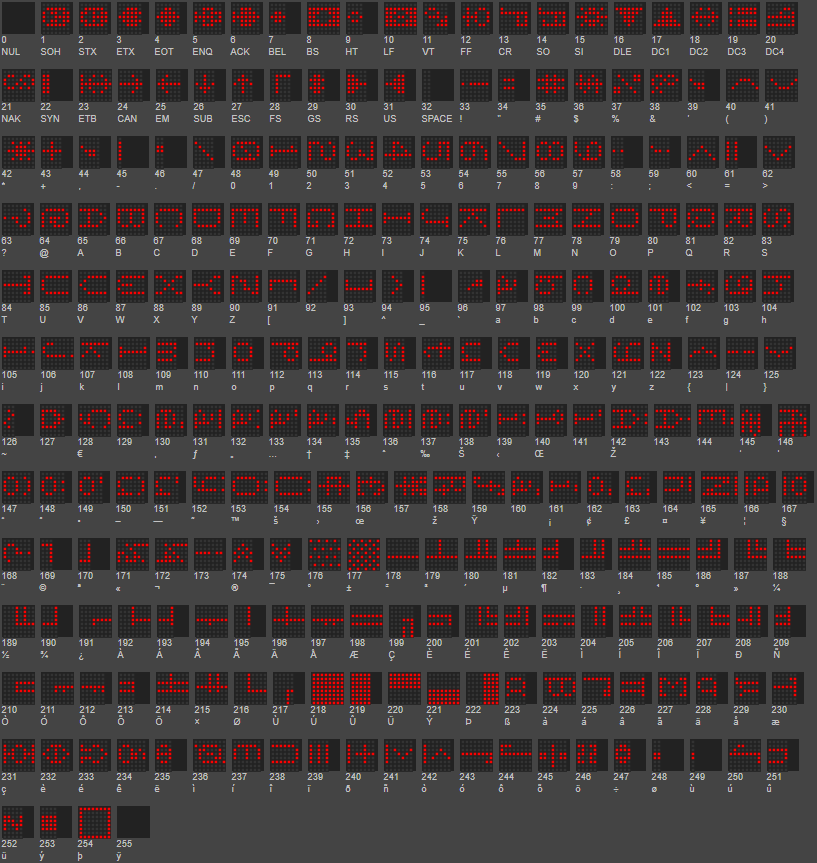 0 1 2 3 4 5 6 7 8 9 10 11 12 13 14 15 16 17 18 19 20
NUL SOH STX ETX EOT ENQ ACK BEL BS HT LF VT FF CR SO SI DLE DC1 DC2 DC3 DC4
21 22 23 24 25 26 27 28 29 30 31 32 33 34 35 36 37 38 39 40 41
NAK SYN ETB CAN EM SUB ESC FS GS RS US SPACE ! " # $ % & ' ( )
42 43 44 45 46 47 48 49 50 51 52 53 54 55 56 57 58 59 60 61 62
* + , - . / 0 1 2 3 4 5 6 7 8 9 : ; < = >
63 64 65 66 67 68 69 70 71 72 73 74 75 76 77 78 79 80 81 82 83
? @ A B C D E F G H I J K L M N O P Q R S
84 85 86 87 88 89 90 91 92 93 94 95 96 97 98 99 100 101 102 103 104
T U V W X Y Z [ \ ] ^ _ ` a b c d e f g h
105 106 107 108 109 110 111 112 113 114 115 116 117 118 119 120 121 122 123 124 125
i j k l m n o p q r s t u v w x y z { | }
126 127 128 129 130 131 132 133 134 135 136 137 138 139 140 141 142 143 144 145 146
~ € ‚ ƒ „ … † ‡ ˆ ‰ Š ‹ Œ Ž ‘ ’
147 148 149 150 151 152 153 154 155 156 157 158 159 160 161 162 163 164 165 166 167
“ ” • – — ˜ ™ š › œ ž Ÿ ¡ ¢ £ ¤ ¥ ¦ §
168 169 170 171 172 173 174 175 176 177 178 179 180 181 182 183 184 185 186 187 188
¨ © ª « ¬ ® ¯ ° ± ² ³ ´ µ ¶ · ¸ ¹ º » ¼
189 190 191 192 193 194 195 196 197 198 199 200 201 202 203 204 205 206 207 208 209
½ ¾ ¿ À Á Â Ã Ä Å Æ Ç È É Ê Ë Ì Í Î Ï Ð Ñ
210 211 212 213 214 215 216 217 218 219 220 221 222 223 224 225 226 227 228 229 230
Ò Ó Ô Õ Ö × Ø Ù Ú Û Ü Ý Þ ß à á â ã ä å æ
231 232 233 234 235 236 237 238 239 240 241 242 243 244 245 246 247 248 249 250 251
ç è é ê ë ì í î ï ð ñ ò ó ô õ ö ÷ ø ù ú û
252 253 254 255
ü ý þ ÿ